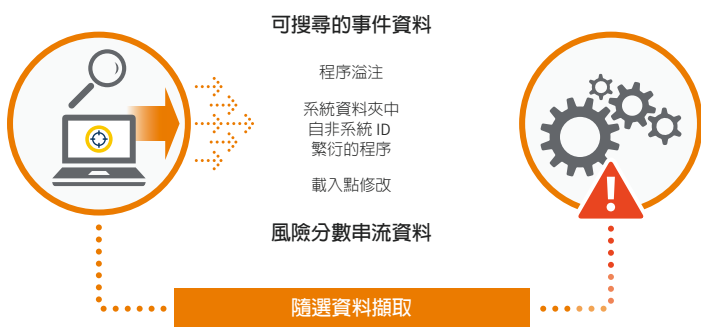 可搜尋的事件資料
程序溢注
系統資料夾中
自非系統 ID
繁衍的程序
載入點修改
風險分數串流資料
隨選資料擷取